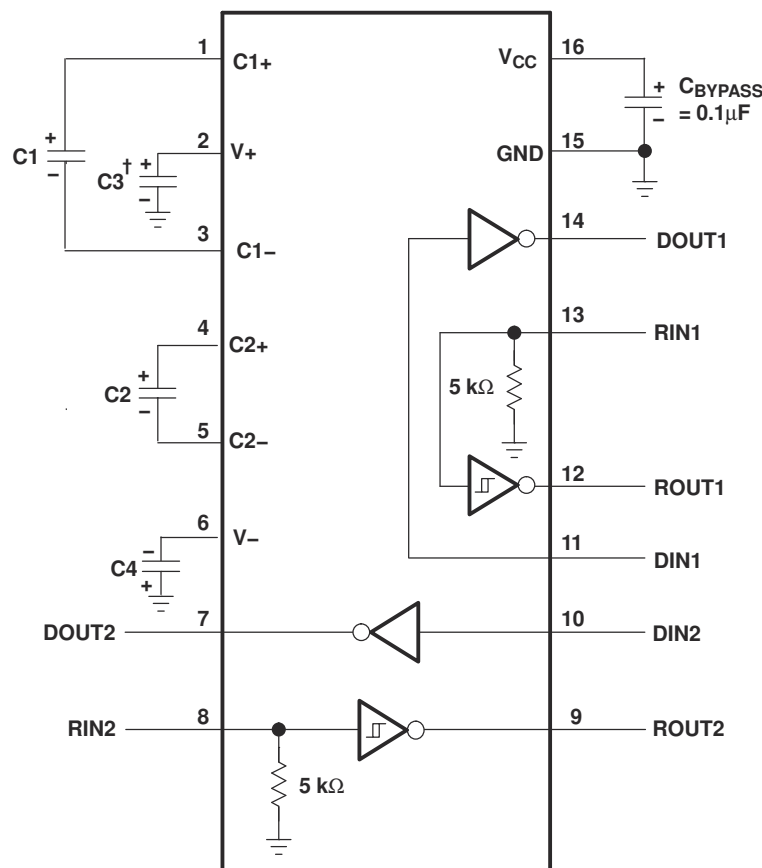 1
C1+
VCC
16
+
CBYPASS
= 0.1µF
−
+
C1
−
2
V+
C3†
+
−
GND
15
3
C1−
14
DOUT1
13
RIN1
5 kΩ
4
C2+
C2
+
−
5
C2−
12
ROUT1
6
V−
C4
−
+
11
DIN1
DOUT2
7
10
DIN2
RIN2
8
9
ROUT2
5 kΩ